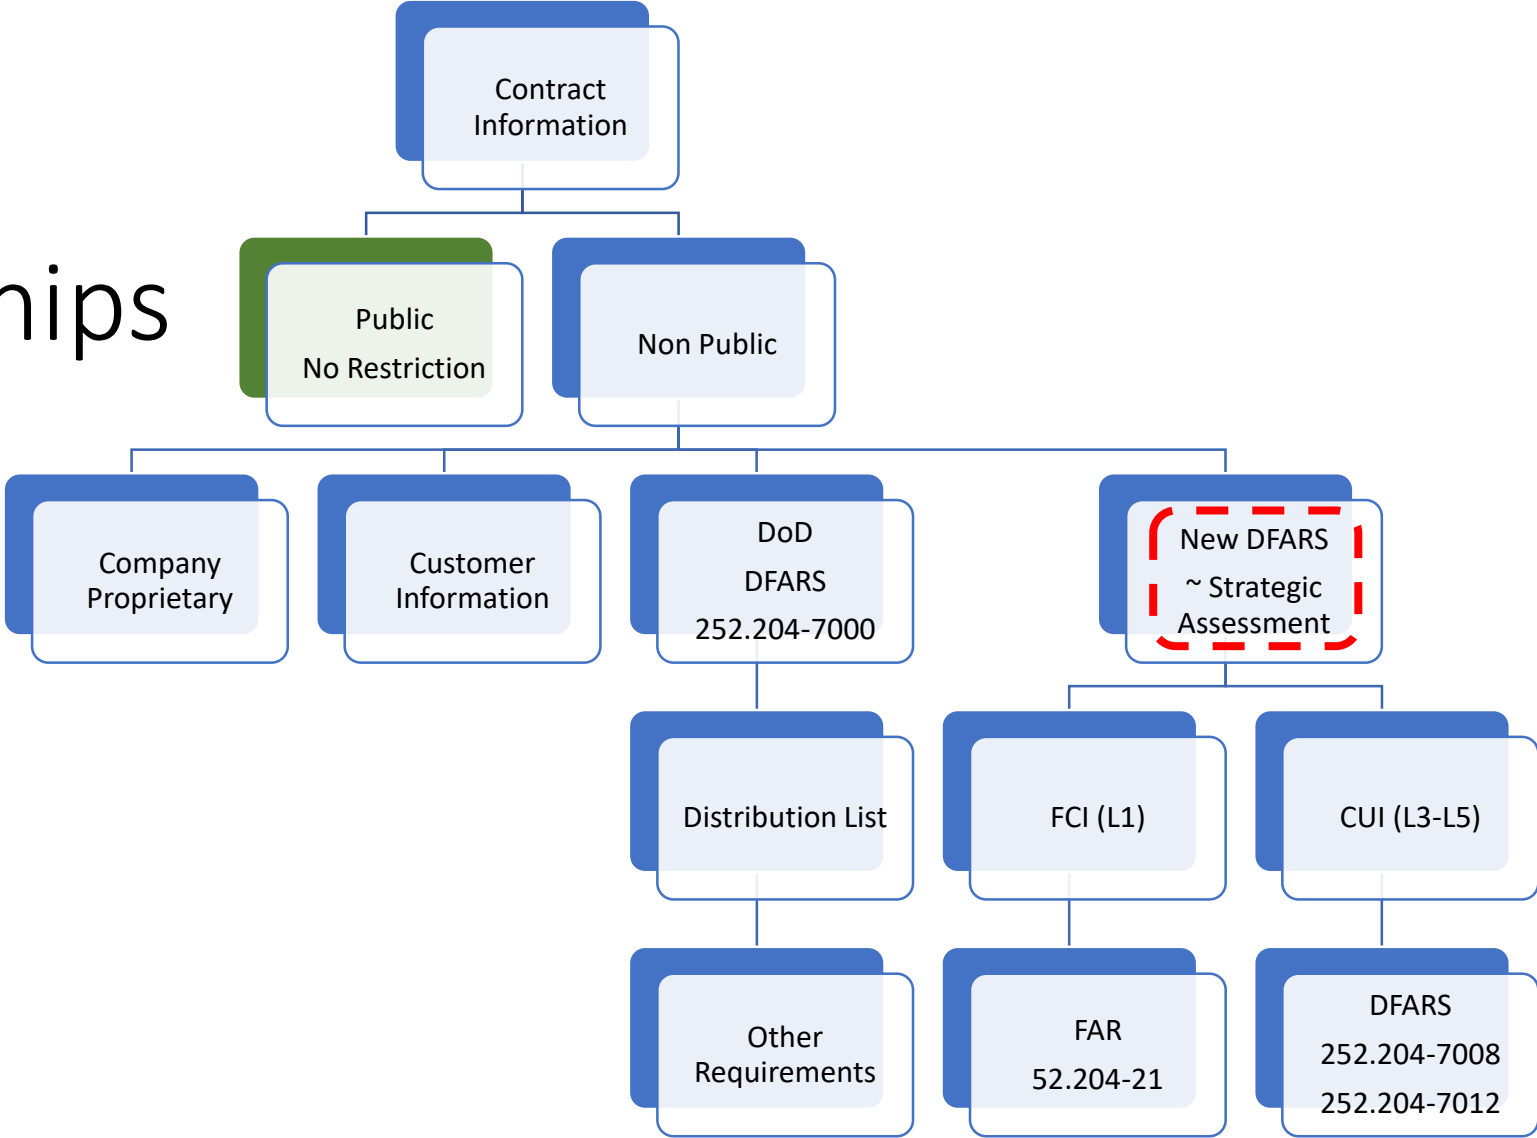 Contract
Information
hips
Public
No Restriction
Non Public
Company
Proprietary
Customer
Information
DoD
DFARS
252.204-7000
New DFARS
~ Strategic
Assessment
Distribution List
FCI (L1)
CUI (L3-L5)
Other
Requirements
FAR
52.204-21
DFARS
252.204-7008
252.204-7012